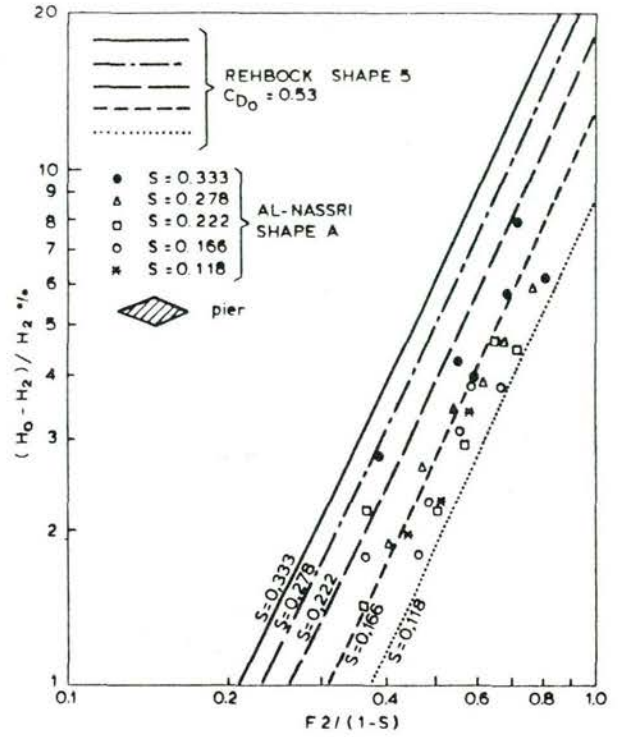 20
10
9
8
7
6
5
4
3
2
1
(H₀ - H₂) / H₂ %
REHBOCK SHAPE 5
C_D₀ = 0.53
S = 0.333
S = 0.278
S = 0.222
S = 0.166
S = 0.118
AL-NASSRI
SHAPE A
pier
S=0,333
S=0,278
S=0,222
S=0,166
S=0,118
0.1
0.2
0.4
0.6
0.8
1.0
F2/(1-S)